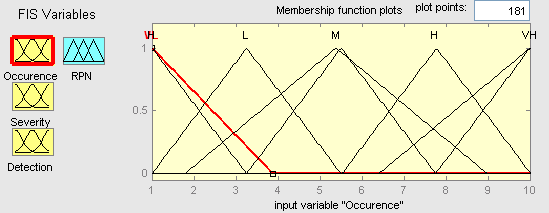 FIS Variables
Occurence
RPN
Severity
Detection
Membership function plots
plot points:
181
VL
L
M
H
VH
1
0.5
0
1
2
3
4
5
6
7
8
9
10
input variable "Occurence"